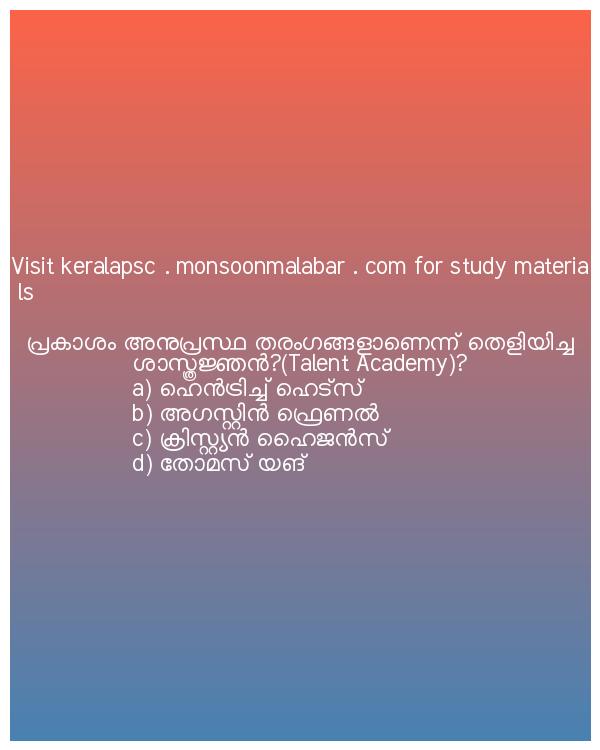 Visit keralapsc . monsoonmalabar . com for study materia
ls
പ്രകാശം അനുപ്രസ്ഥ തരംഗങ്ങളാണെന്ന് തെളിയിച്ച
ശാസ്ത്രജ്ഞൻ?(Talent Academy)?
a) ഹെൻട്രിച്ച് ഹെട്സ്
b) അഗസ്റ്റിൻ ഫ്രെണൽ
c) ക്രിസ്റ്റ്യൻ ഹൈജൻസ്
d) തോമസ് യങ്